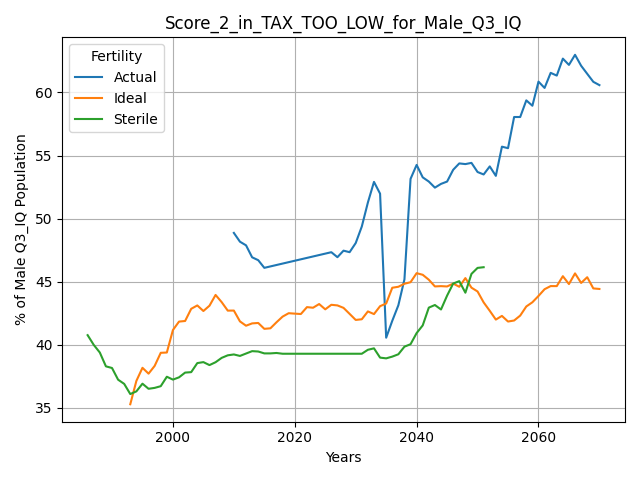 Score_2_in_TAX_TOO_LOW_for_Male_Q3_IQ
Fertility
Actual
Ideal
Sterile
% of Male Q3_IQ Population
60
55
50
45
40
35
2000
2020
2040
2060
Years